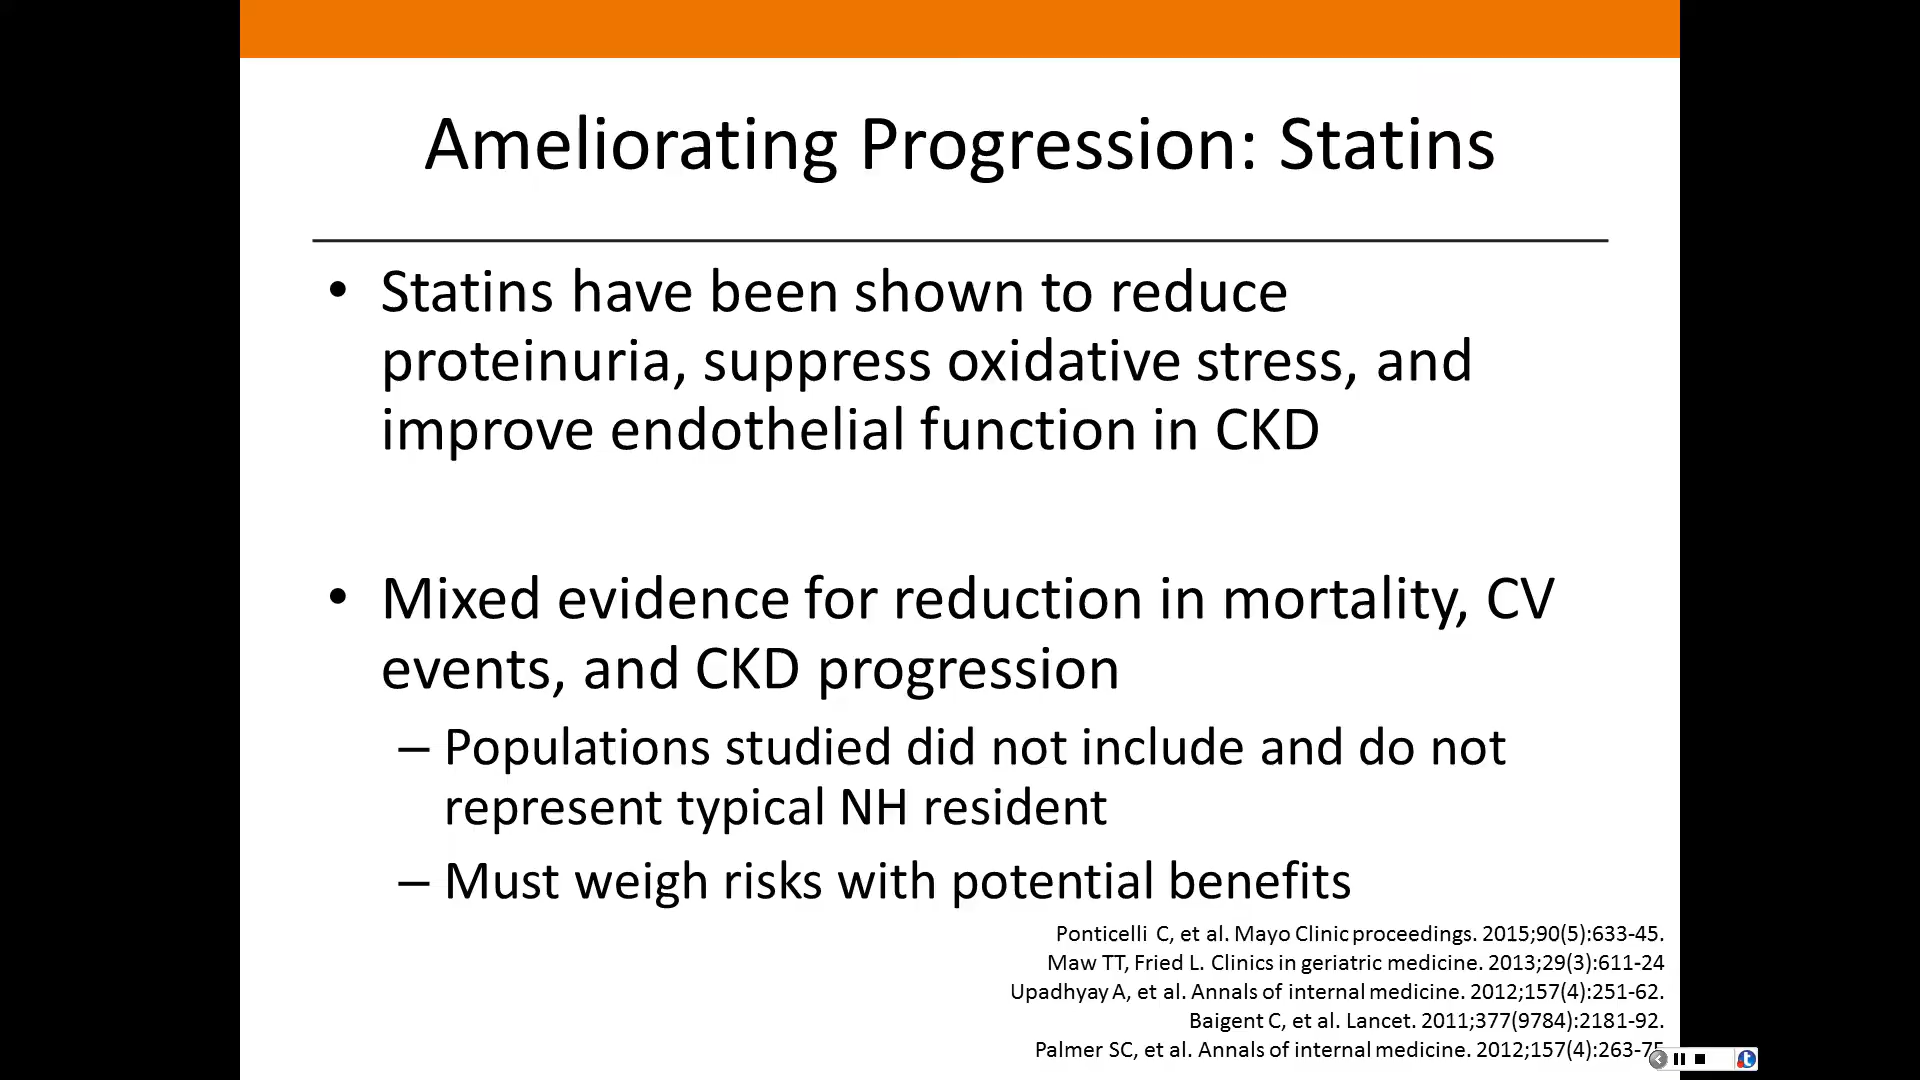 Ameliorating Progression: Statins
• Statins have been shown to reduce
proteinuria, suppress oxidative stress, and
improve endothelial function in CKD
• Mixed evidence for reduction in mortality, CV
events, and CKD progression
– Populations studied did not include and do not
represent typical NH resident
– Must weigh risks with potential benefits
Ponticelli C, et al. Mayo Clinic proceedings. 2015;90(5):633-45.
Maw TT, Fried L. Clinics in geriatric medicine. 2013;29(3):611-24
Upadhyay A, et al. Annals of internal medicine. 2012;157(4):251-62.
Baigent C, et al. Lancet. 2011;377(9784):2181-92.
Palmer SC, et al. Annals of internal medicine. 2012;157(4):263-75